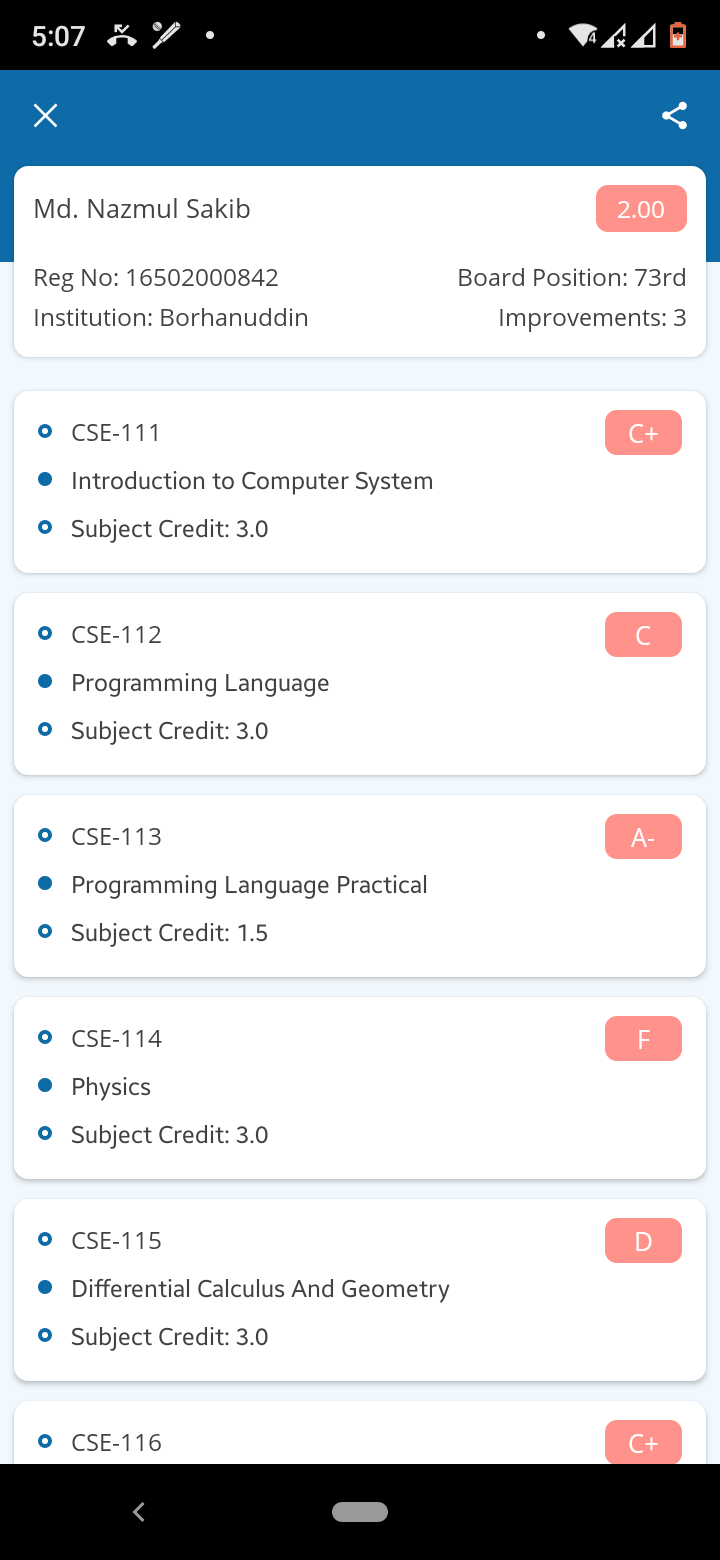 5:07
4
Md. Nazmul Sakib
2.00
Reg No: 16502000842
Board Position: 73rd
Institution: Borhanuddin
Improvements: 3
CSE-111
C+
Introduction to Computer System
Subject Credit: 3.0
CSE-112
C
Programming Language
Subject Credit: 3.0
CSE-113
A-
Programming Language Practical
Subject Credit: 1.5
CSE-114
F
Physics
Subject Credit: 3.0
CSE-115
D
Differential Calculus And Geometry
Subject Credit: 3.0
CSE-116
C+